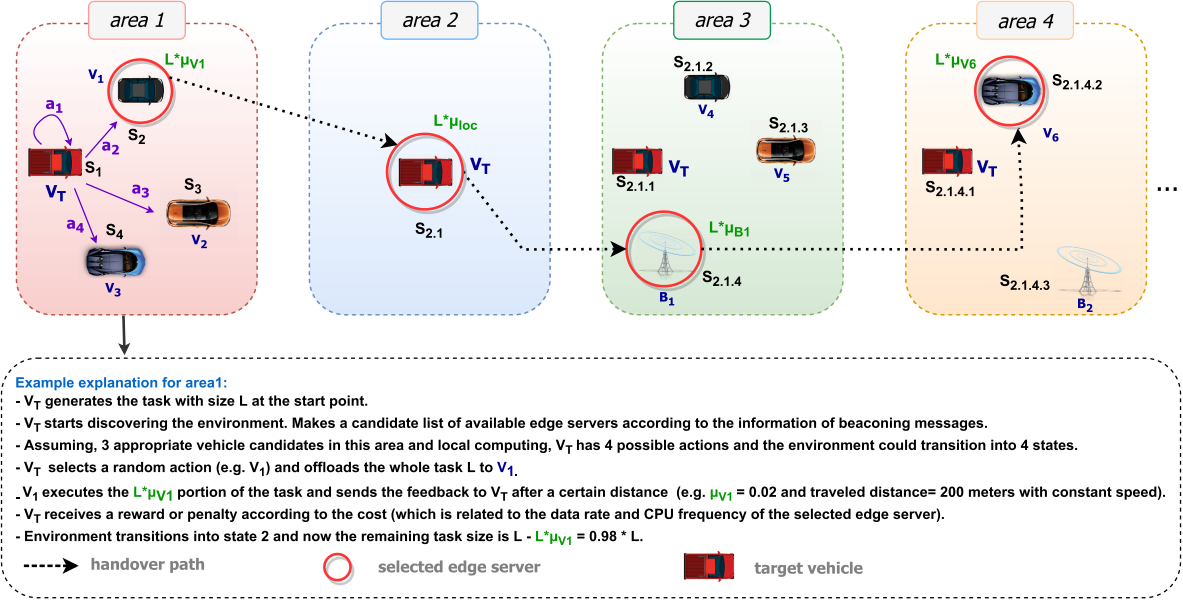 area 1
area 2
area 3
area 4
L*μV1
V1
a1
S2
a2
S1
VT
a3
S3
V2
a4
S4
V3
L*μloc
VT
S2.1
S2.1.2
V4
S2.1.3
V5
S2.1.1
VT
L*μB1
S2.1.4
B1
L*μV6
S2.1.4.2
V6
VT
S2.1.4.1
S2.1.4.3
B2
...
Example explanation for area1:
- VT generates the task with size L at the start point.
- VT starts discovering the environment. Makes a candidate list of available edge servers according to the information of beaconing messages.
- Assuming, 3 appropriate vehicle candidates in this area and local computing, VT has 4 possible actions and the environment could transition into 4 states.
- VT selects a random action (e.g. V1) and offloads the whole task L to V1.
- V1 executes the L*μV1 portion of the task and sends the feedback to VT after a certain distance (e.g. μV1 = 0.02 and traveled distance= 200 meters with constant speed).
- VT receives a reward or penalty according to the cost (which is related to the data rate and CPU frequency of the selected edge server).
- Environment transitions into state 2 and now the remaining task size is L - L*μV1 = 0.98 * L.
handover path
selected edge server
target vehicle